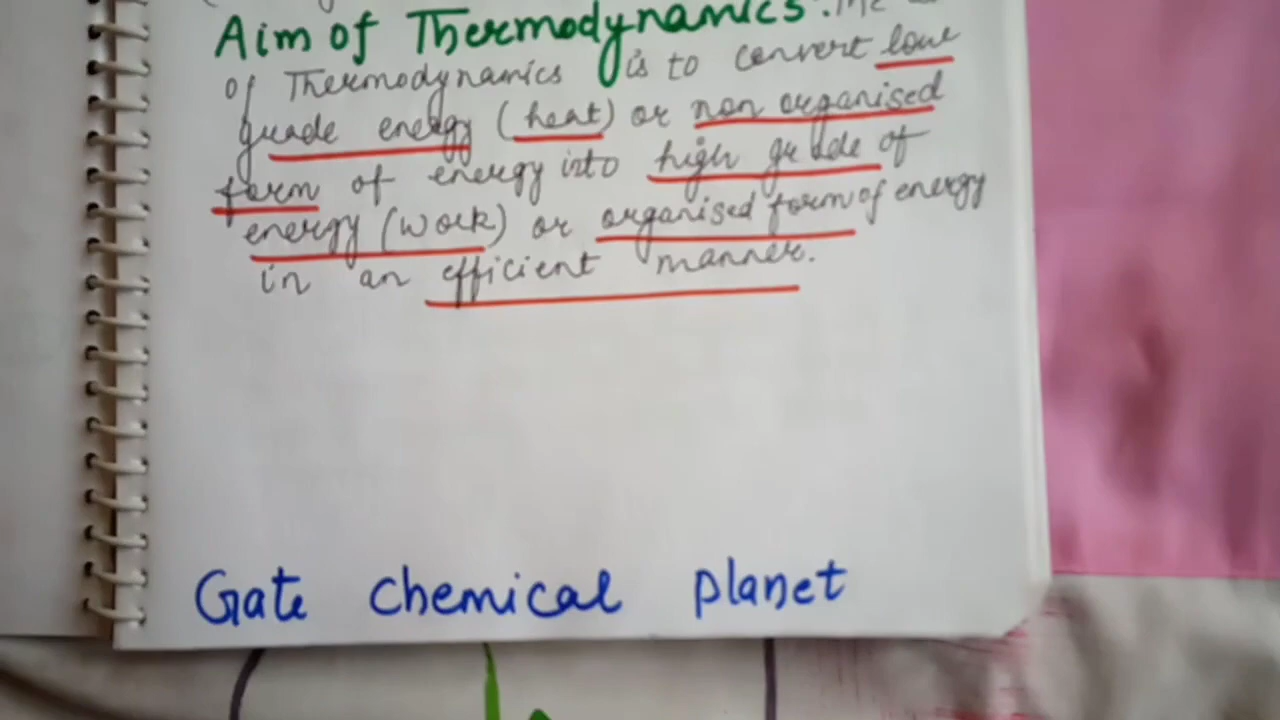 Aim of Thermodynamics:
of Thermodynamics is to convert low
grade energy (heat) or non organised
form of energy into high grade of
energy (work) or organised form of energy
in an efficient manner.
Gate chemical planet